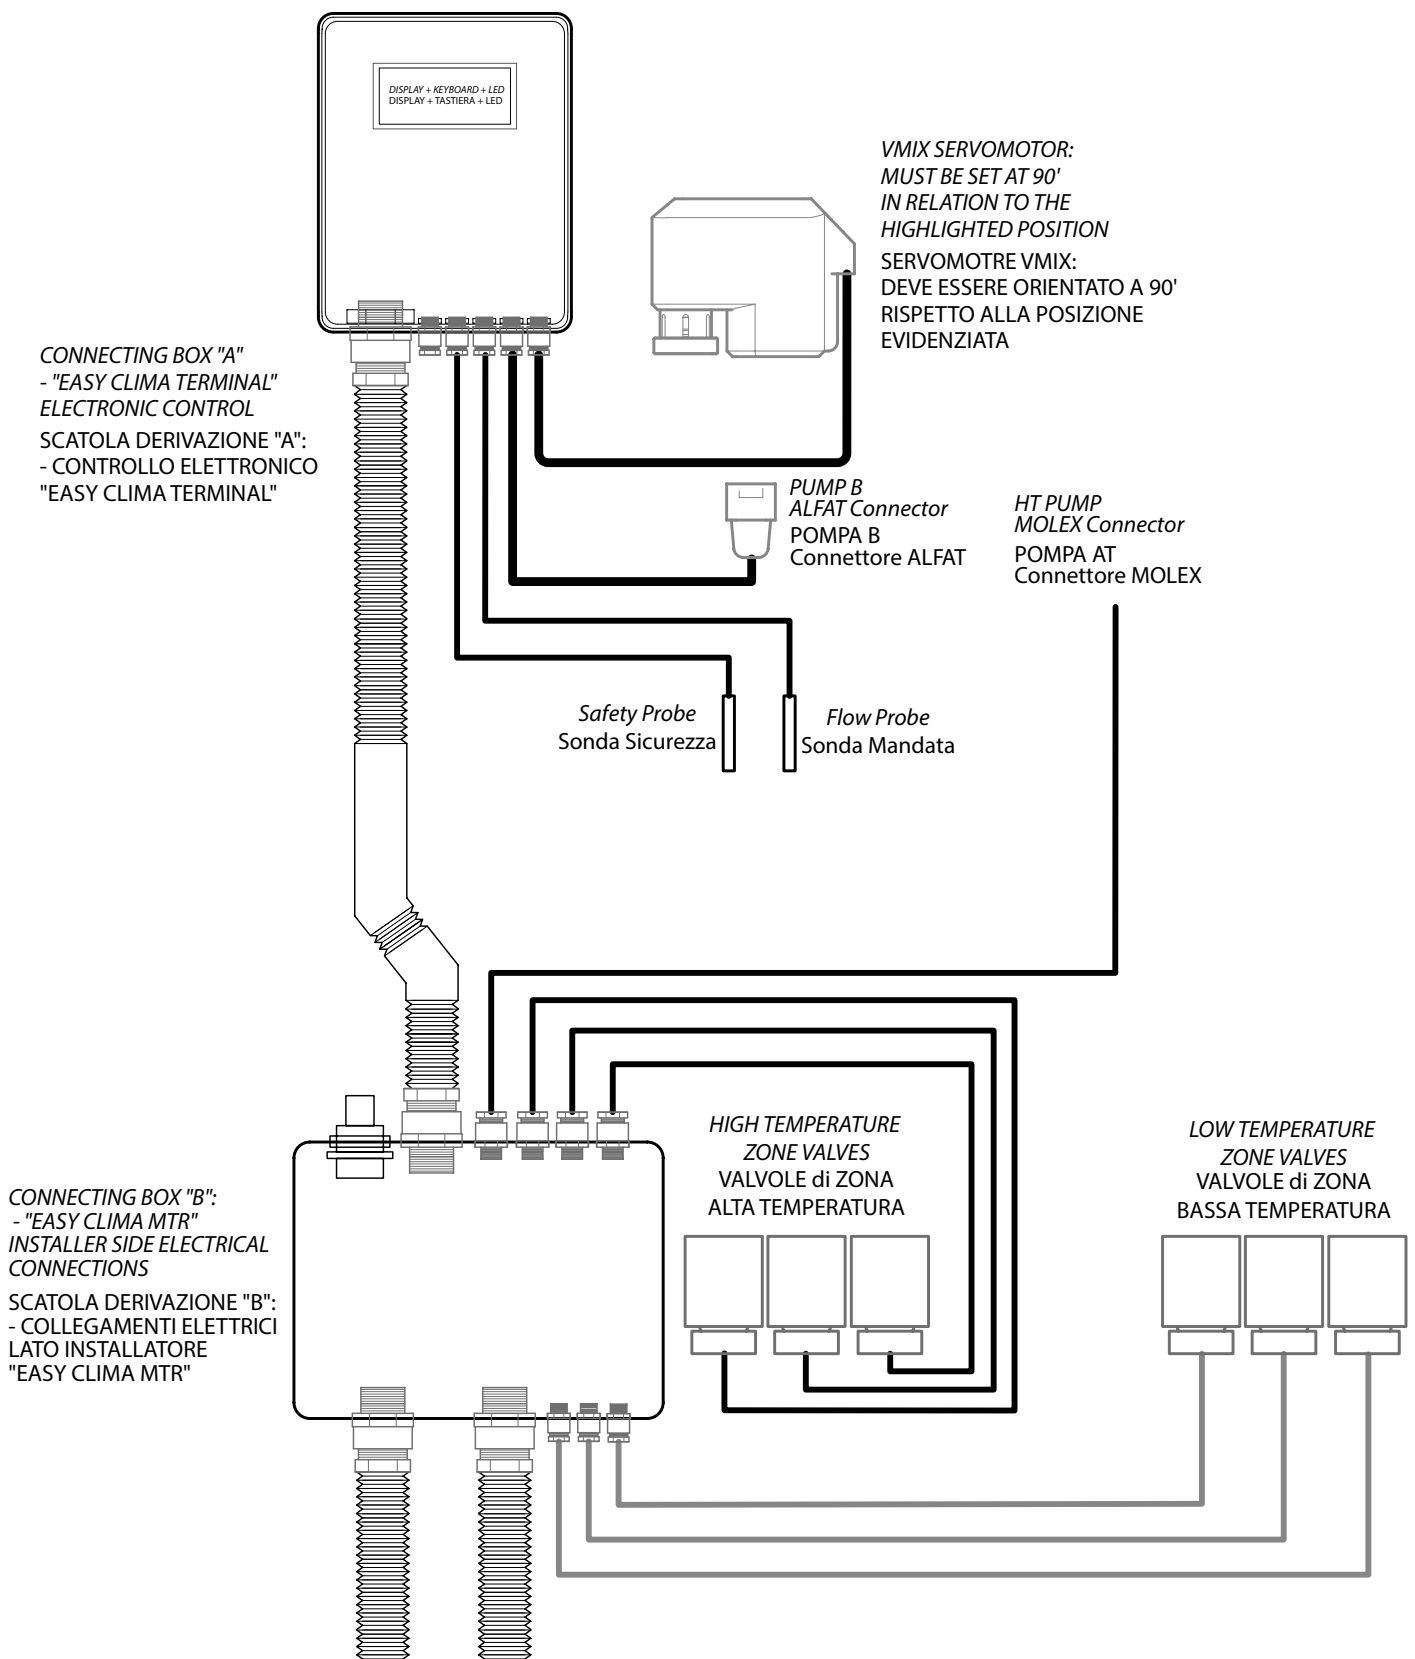 DISPLAY + KEYBOARD + LED
DISPLAY + TASTIERA + LED
VMIX SERVOMOTOR:
MUST BE SET AT 90'
IN RELATION TO THE
HIGHLIGHTED POSITION
SERVOMOTRE VMIX:
DEVE ESSERE ORIENTATO A 90'
RISPETTO ALLA POSIZIONE
EVIDENZIATA
CONNECTING BOX "A"
- "EASY CLIMA TERMINAL"
ELECTRONIC CONTROL
SCATOLA DERIVAZIONE "A":
- CONTROLLO ELETTRONICO
"EASY CLIMA TERMINAL"
PUMP B
ALFAT Connector
POMPA B
Connettore ALFAT
HT PUMP
MOLEX Connector
POMPA AT
Connettore MOLEX
Safety Probe
Sonda Sicurezza
Flow Probe
Sonda Mandata
HIGH TEMPERATURE
ZONE VALVES
VALVOLE di ZONA
ALTA TEMPERATURA
LOW TEMPERATURE
ZONE VALVES
VALVOLE di ZONA
BASSA TEMPERATURA
CONNECTING BOX "B":
- "EASY CLIMA MTR"
INSTALLER SIDE ELECTRICAL
CONNECTIONS
SCATOLA DERIVAZIONE "B":
- COLLEGAMENTI ELETTRICI
LATO INSTALLATORE
"EASY CLIMA MTR"